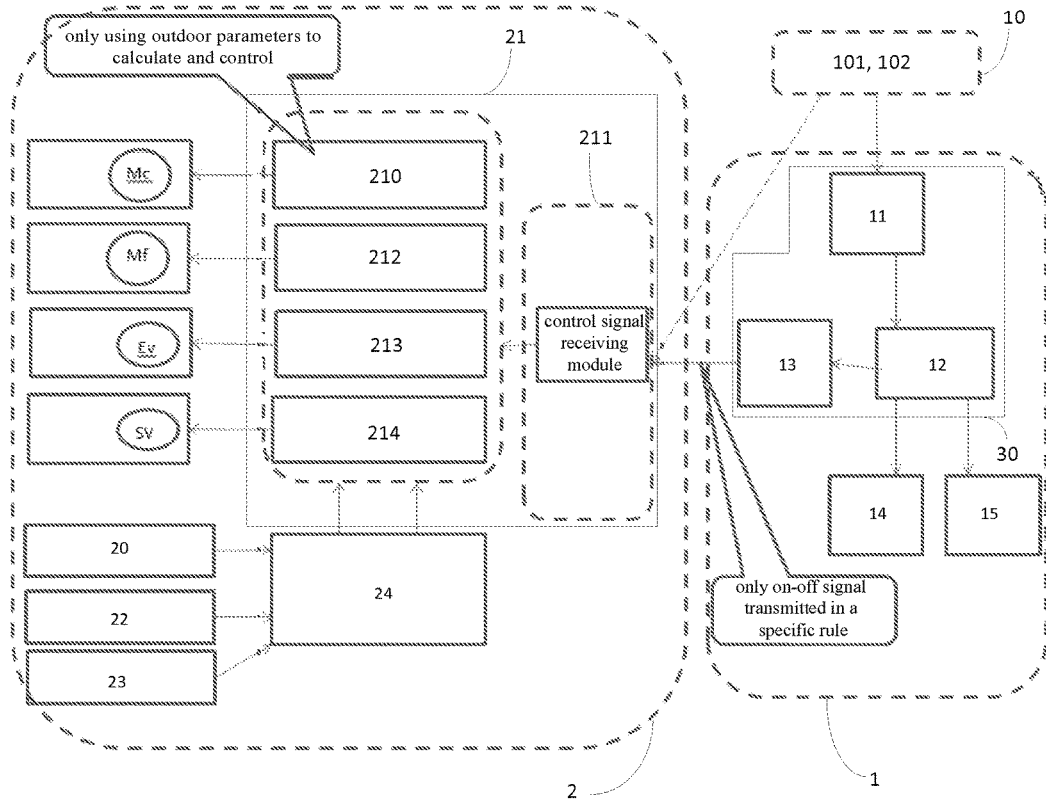 only using outdoor parameters to
calculate and control
21
10
101, 102
Mc
210
211
11
Mf
212
Ev
213
control signal
receiving
module
13
12
SV
214
30
20
24
14
15
22
only on-off signal
transmitted in a
specific rule
23
2
1